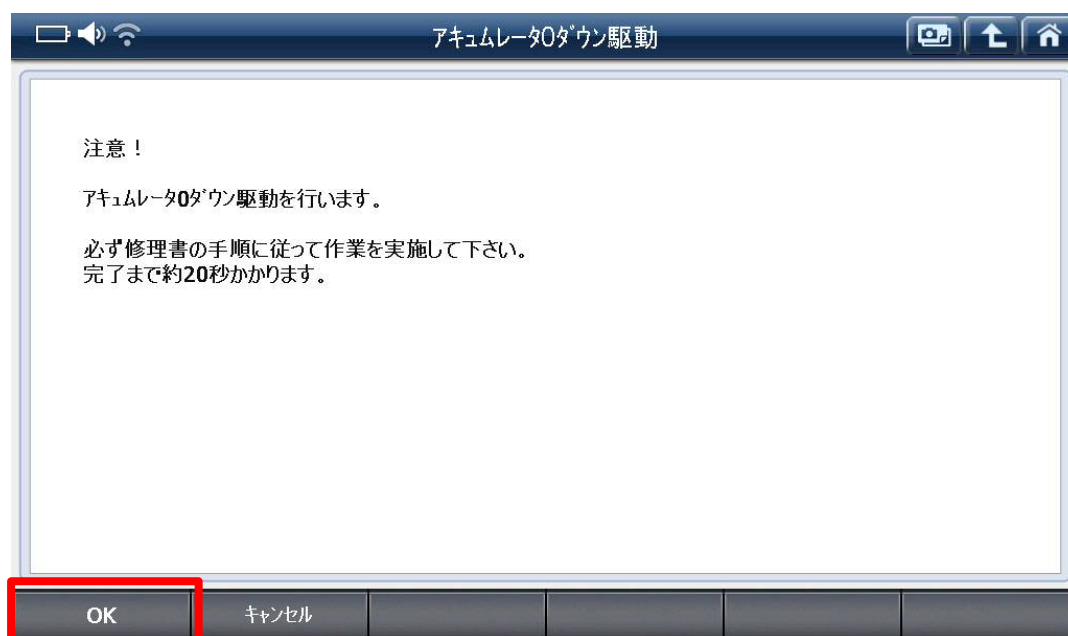 ｱｷｭﾑﾚｰﾀ0ﾀﾞｳﾝ駆動
注意！
ｱｷｭﾑﾚｰﾀ0ﾀﾞｳﾝ駆動を行います。
必ず修理書の手順に従って作業を実施して下さい。
完了まで約20秒かかります。
OK ｷｬﾝｾﾙ